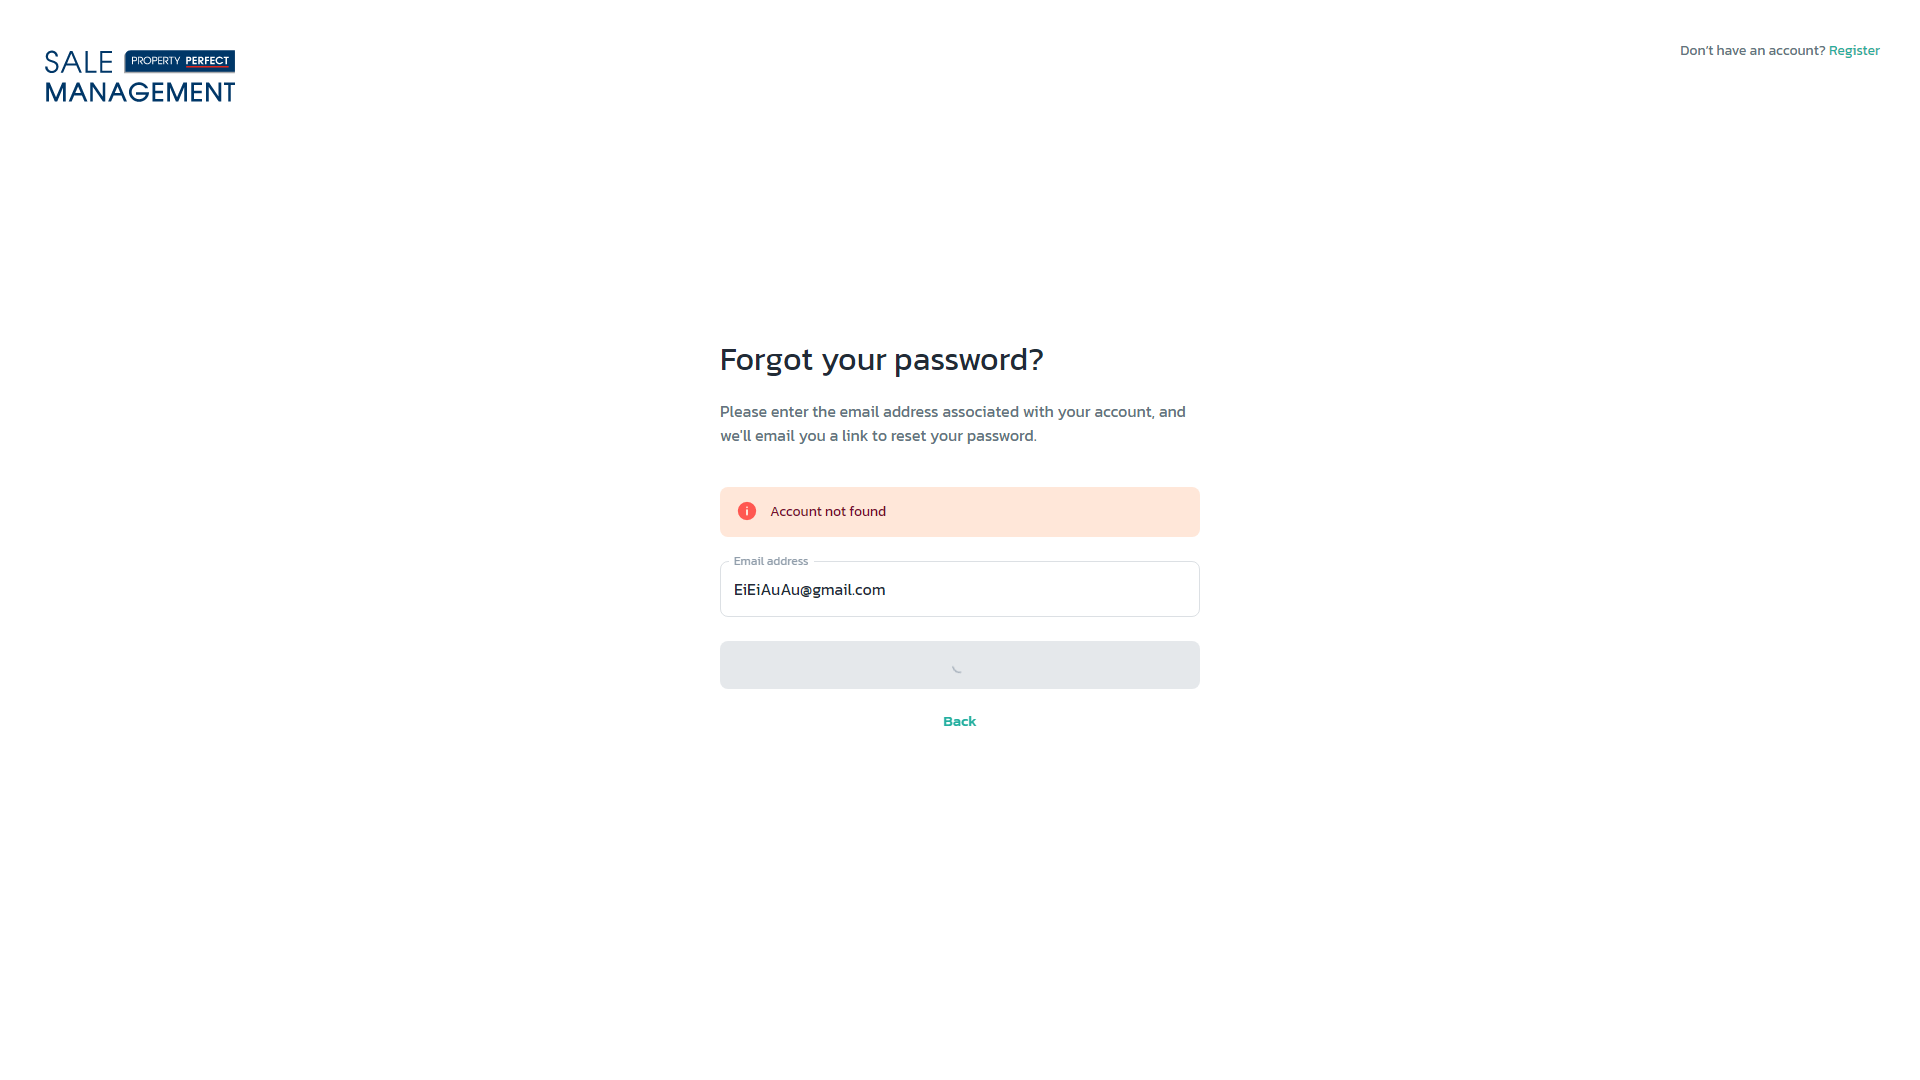 SALE PROPERTY PERFECT
MANAGEMENT
Don't have an account? Register
Forgot your password?
Please enter the email address associated with your account, and
we'll email you a link to reset your password.
Account not found
Email address
EiEiAuAu@gmail.com
Back